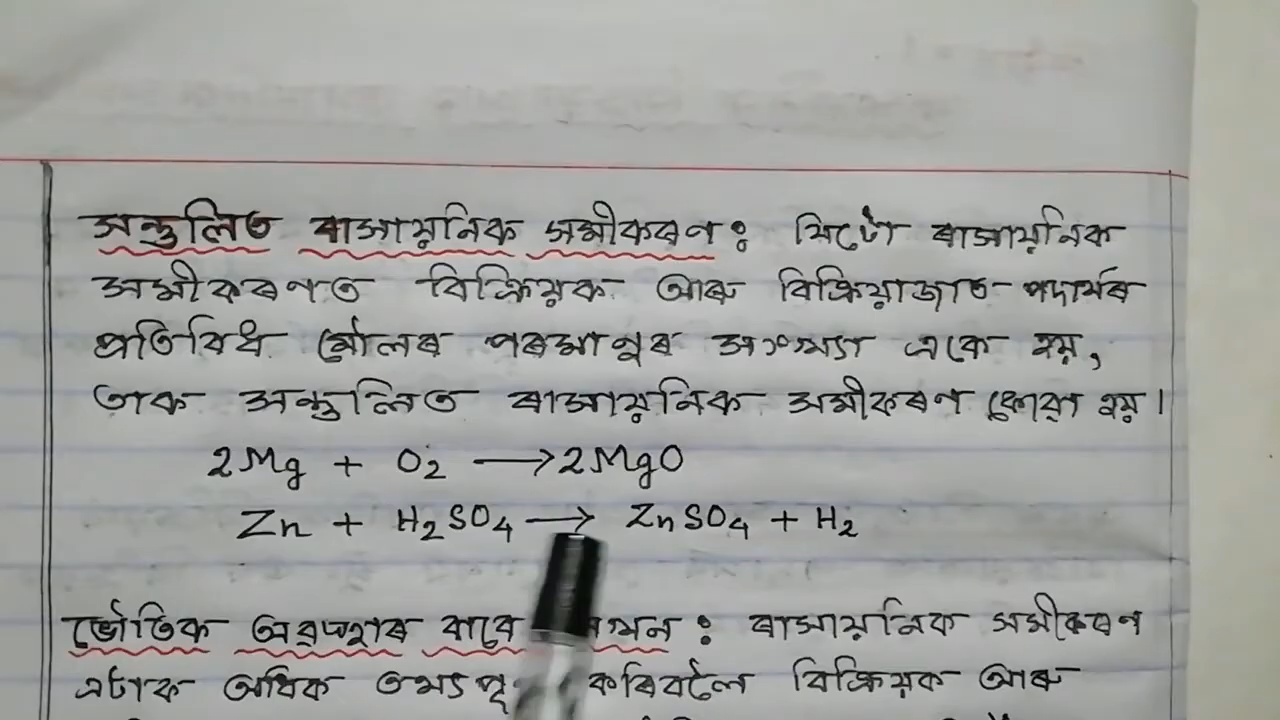 সন্তুলিত ৰাসায়নিক সমীকৰণ : যিটো ৰাসায়নিক
সমীকৰণত বিক্ৰিয়ক আৰু বিক্ৰিয়াজাত পদাৰ্থৰ
প্ৰতিবিধ মৌলৰ পৰমাণুৰ সংখ্যা একে হয়,
তাক সন্তুলিত ৰাসায়নিক সমীকৰণ বোলা হয়।
2Mg + O₂ ⟶ 2MgO
Zn + H₂SO₄ ⟶ ZnSO₄ + H₂
ভৌতিক অৱস্থাৰ বাবে : ৰাসায়নিক সমীকৰণ
এটাক অধিক কৰিবলৈ বিক্ৰিয়ক আৰু